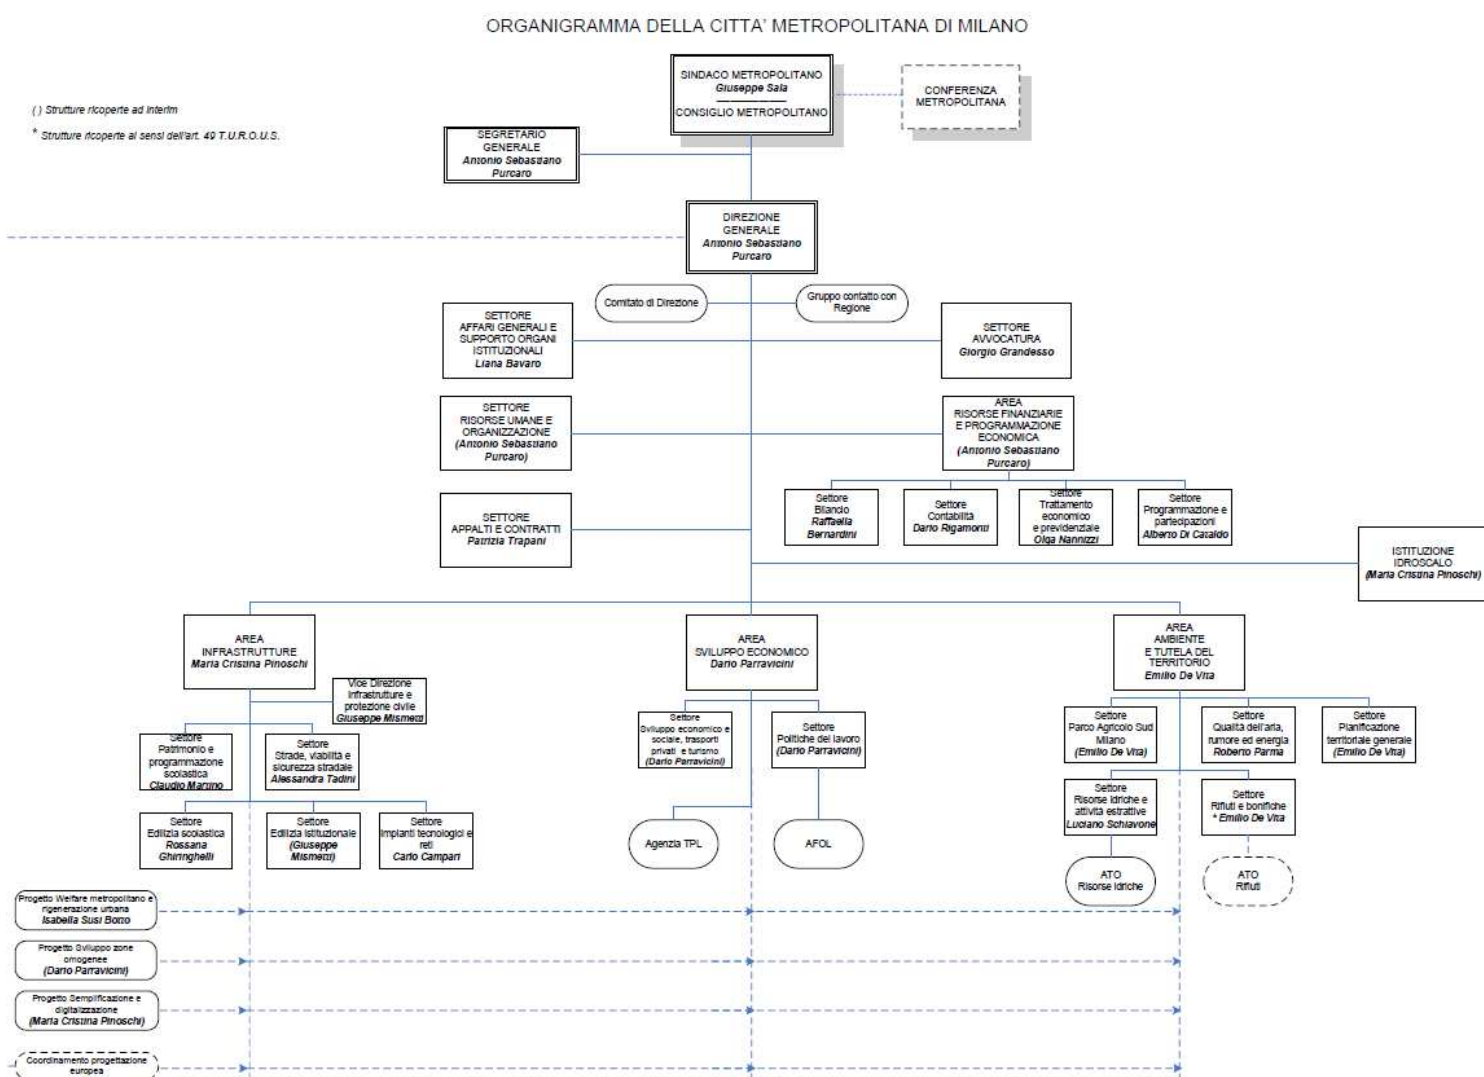 ORGANIGRAMMA DELLA CITTA' METROPOLITANA DI MILANO
( ) Strutture ricoperte ad interim
* Strutture ricoperte ai sensi dell'art. 49 T.U.R.O.U.S.
SINDACO METROPOLITANO
Giuseppe Sala
CONSIGLIO METROPOLITANO
CONFERENZA
METROPOLITANA
SEGRETARIO
GENERALE
Antonio Sebastiano
Purcaro
DIREZIONE
GENERALE
Antonio Sebastiano
Purcaro
Comitato di Direzione
Gruppo contatto con
Regione
SETTORE
AFFARI GENERALI E
SUPPORTO ORGANI
ISTITUZIONALI
Liana Bavaro
SETTORE
AVVOCATURA
Giorgio Grandesso
SETTORE
RISORSE UMANE E
ORGANIZZAZIONE
(Antonio Sebastiano
Purcaro)
AREA
RISORSE FINANZIARIE
E PROGRAMMAZIONE
ECONOMICA
(Antonio Sebastiano
Purcaro)
SETTORE
APPALTI E CONTRATTI
Patrizia Trapani
Settore
Bilancio
Raffaella
Bernardini
Settore
Contabilità
Dario Rigamonti
Settore
Trattamento
economico
e previdenziale
Olga Nannizzi
Settore
Programmazione e
partecipazioni
Alberto Di Cataldo
ISTITUZIONE
IDROSCALO
(Maria Cristina Pinoschi)
AREA
INFRASTRUTTURE
Maria Cristina Pinoschi
AREA
SVILUPPO ECONOMICO
Dario Parravicini
AREA
AMBIENTE
E TUTELA DEL
TERRITORIO
Emilio De Vita
Vice Direzione
Infrastrutture e
protezione civile
Giuseppe Mismetti
Settore
Patrimonio e
programmazione
scolastica
Claudio Martino
Settore
Strade, viabilità e
sicurezza stradale
Alessandra Tadini
Settore
Sviluppo economico e
sociale, trasporti
privati e turismo
(Dario Parravicini)
Settore
Politiche del lavoro
(Dario Parravicini)
Settore
Parco Agricolo Sud
Milano
(Emilio De Vita)
Settore
Qualità dell'aria,
rumore ed energia
Roberto Parma
Settore
Pianificazione
territoriale generale
(Emilio De Vita)
Settore
Edilizia scolastica
Rossana
Ghiringhelli
Settore
Edilizia istituzionale
(Giuseppe
Mismetti)
Settore
Impianti tecnologici e
reti
Carlo Campari
Agenzia TPL
AFOL
Settore
Risorse idriche e
attività estrattive
Luciano Schiavone
Settore
Rifiuti e bonifiche
* Emilio De Vita
ATO
Risorse idriche
ATO
Rifiuti
Progetto Welfare metropolitano e
rigenerazione urbana
Isabella Susi Botto
Progetto Sviluppo zone
omogenee
(Dario Parravicini)
Progetto Semplificazione e
digitalizzazione
(Maria Cristina Pinoschi)
Coordinamento progettazione
europea